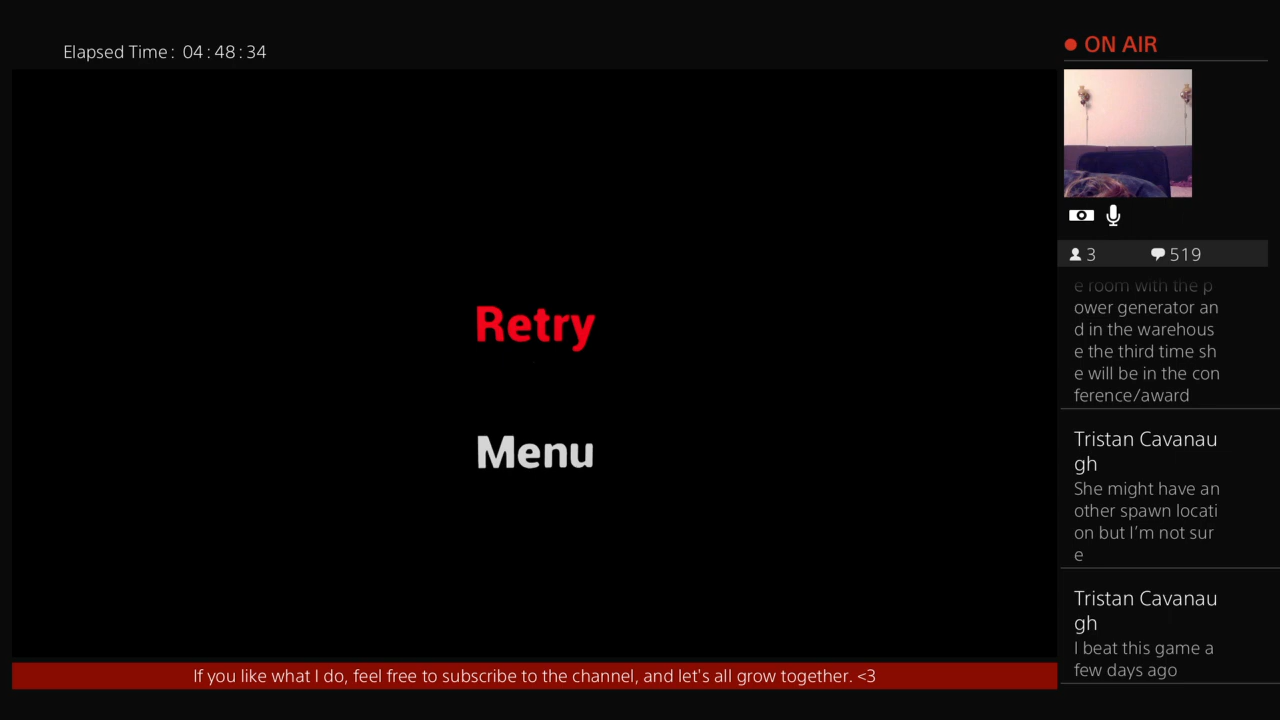 Elapsed Time: 04:48:34
ON AIR
3
519
e room with the p
ower generator an
d in the warehous
e the third time sh
e will be in the con
ference/award
Retry
Menu
Tristan Cavanau
gh
She might have an
other spawn locati
on but I'm not sur
e
Tristan Cavanau
gh
I beat this game a
few days ago
If you like what I do, feel free to subscribe to the channel, and let's all grow together. <3